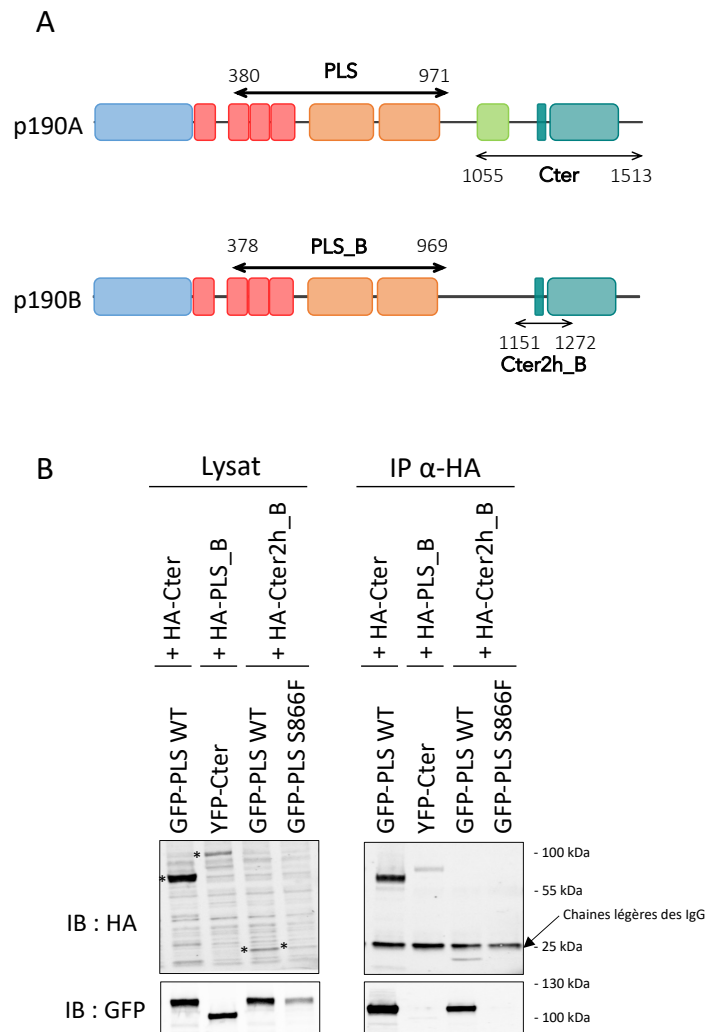 A
380 PLS 971
p190A
1055 Cter 1513
378 PLS_B 969
p190B
1151 1272
Cter2h_B
B
Lysat IP α-HA
+ HA-Cter
+ HA-PLS_B
+ HA-Cter2h_B
+ HA-Cter
+ HA-PLS_B
+ HA-Cter2h_B
GFP-PLS WT
YFP-Cter
GFP-PLS WT
GFP-PLS S866F
GFP-PLS WT
YFP-Cter
GFP-PLS WT
GFP-PLS S866F
* * * *
IB : HA
- 100 kDa
- 55 kDa
Chaines légères des IgG
- 25 kDa
IB : GFP
- 130 kDa
- 100 kDa